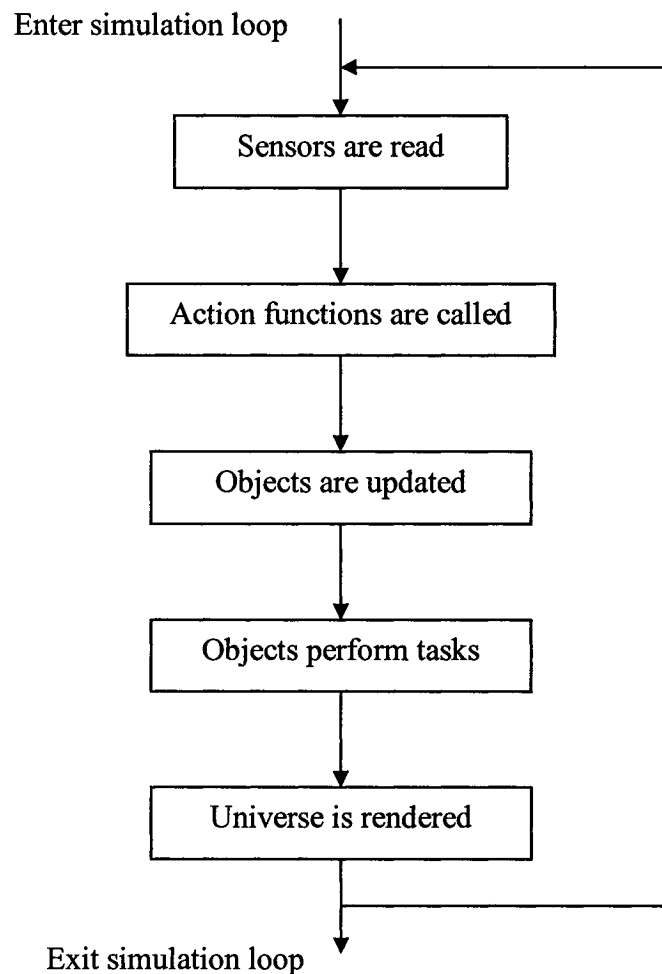 Enter simulation loop
Sensors are read
Action functions are called
Objects are updated
Objects perform tasks
Universe is rendered
Exit simulation loop